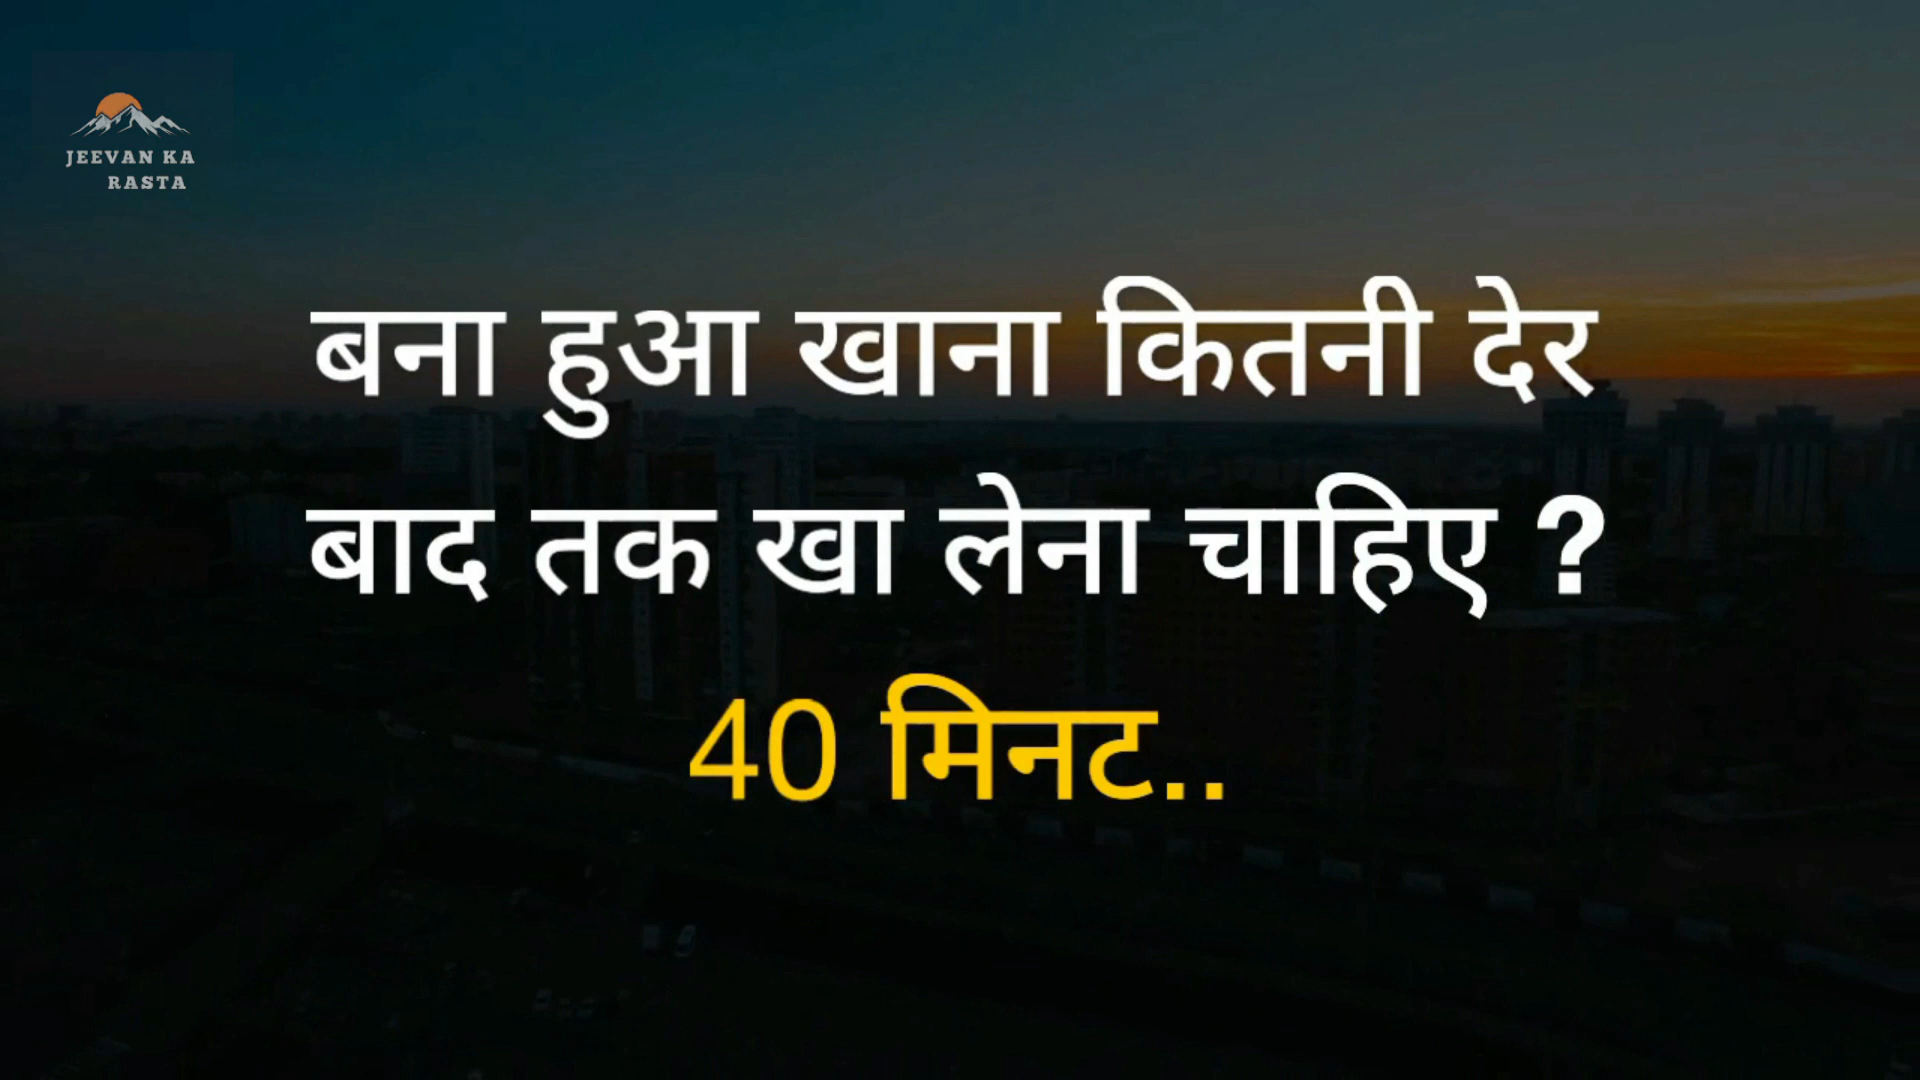 JEEVAN KA
RASTA
बना हुआ खाना कितनी देर
बाद तक खा लेना चाहिए ?
40 मिनट..